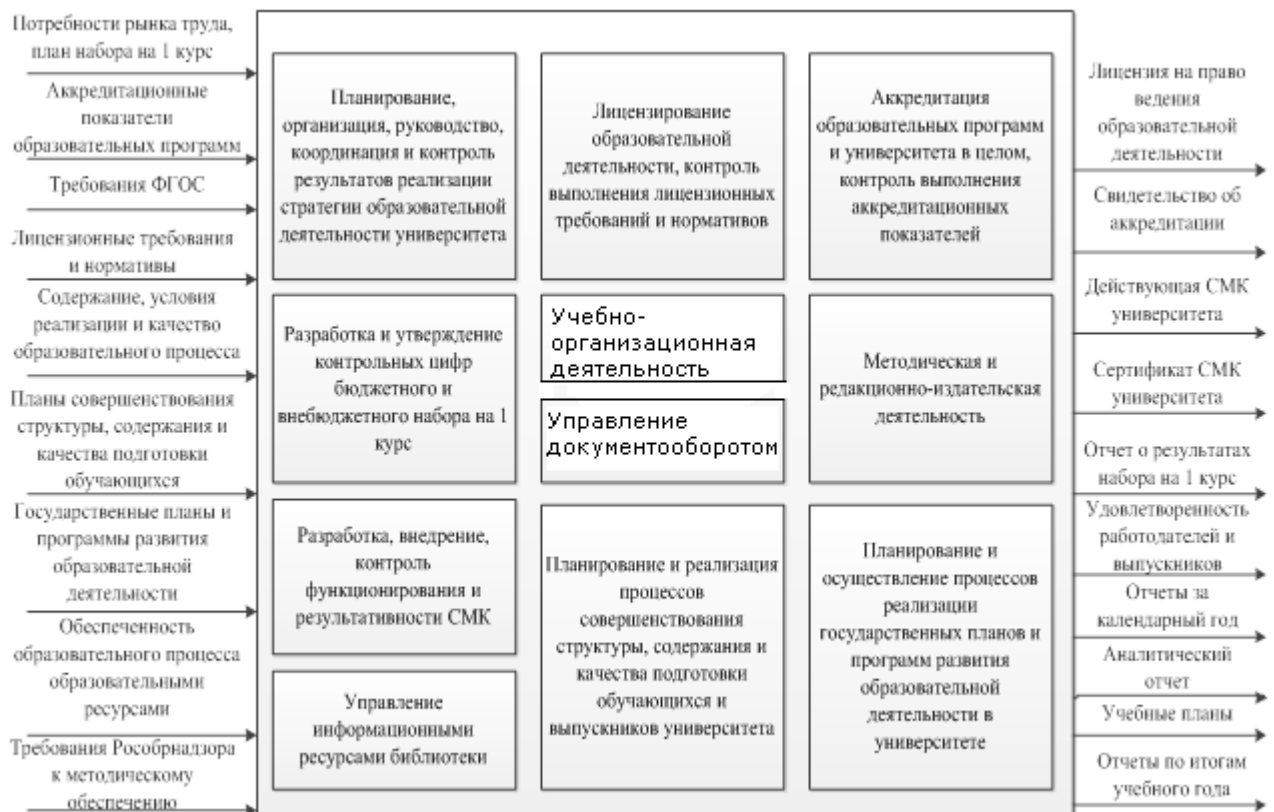 Потребности рынка труда,
план набора на 1 курс
Аккредитационные
показатели
образовательных программ
Требования ФГОС
Лицензионные требования
и нормативы
Содержание, условия
реализации и качество
образовательного процесса
Планы совершенствования
структуры, содержания и
качества подготовки
обучающихся
Государственные планы и
программы развития
образовательной
деятельности
Обеспеченность
образовательного процесса
образовательными
ресурсами
Требования Рособрнадзора
к методическому
обеспечению
Планирование,
организация, руководство,
координация и контроль
результатов реализации
стратегии образовательной
деятельности университета
Лицензирование
образовательной
деятельности, контроль
выполнения лицензионных
требований и нормативов
Аккредитация
образовательных программ
и университета в целом,
контроль выполнения
аккредитационных
показателей
Разработка и утверждение
контрольных цифр
бюджетного и
внебюджетного набора на 1
курс
Учебно-
организационная
деятельность
Управление
документооборотом
Методическая и
редакционно-издательская
деятельность
Разработка, внедрение,
контроль
функционирования и
результативности СМК
Управление
информационными
ресурсами библиотеки
Планирование и реализация
процессов
совершенствования
структуры, содержания и
качества подготовки
обучающихся и
выпускников университета
Планирование и
осуществление процессов
реализации
государственных планов и
программ развития
образовательной
деятельности в
университете
Лицензия на право
ведения
образовательной
деятельности
Свидетельство об
аккредитации
Действующая СМК
университета
Сертификат СМК
университета
Отчет о результатах
набора на 1 курс
Удовлетворенность
работодателей и
выпускников
Отчеты за
календарный год
Аналитический
отчет
Учебные планы
Отчеты по итогам
учебного года